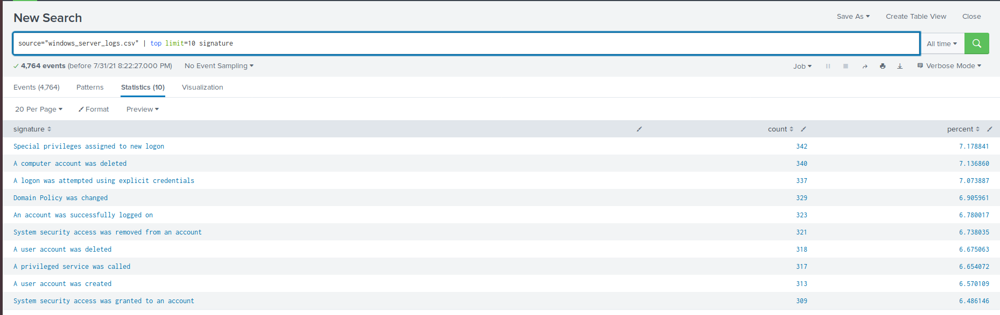 New Search
Save As Create Table View Close
source="windows_server_logs.csv" | top limit=10 signature
All time
4,764 events (before 7/31/21 8:22:27.000 PM) No Event Sampling
Job Verbose Mode
Events (4,764) Patterns Statistics (10) Visualization
20 Per Page Format Preview
signature count percent
Special privileges assigned to new logon 342 7.178841
A computer account was deleted 340 7.136860
A logon was attempted using explicit credentials 337 7.073887
Domain Policy was changed 329 6.905961
An account was successfully logged on 323 6.780017
System security access was removed from an account 321 6.738035
A user account was deleted 318 6.675063
A privileged service was called 317 6.654072
A user account was created 313 6.570109
System security access was granted to an account 309 6.486146